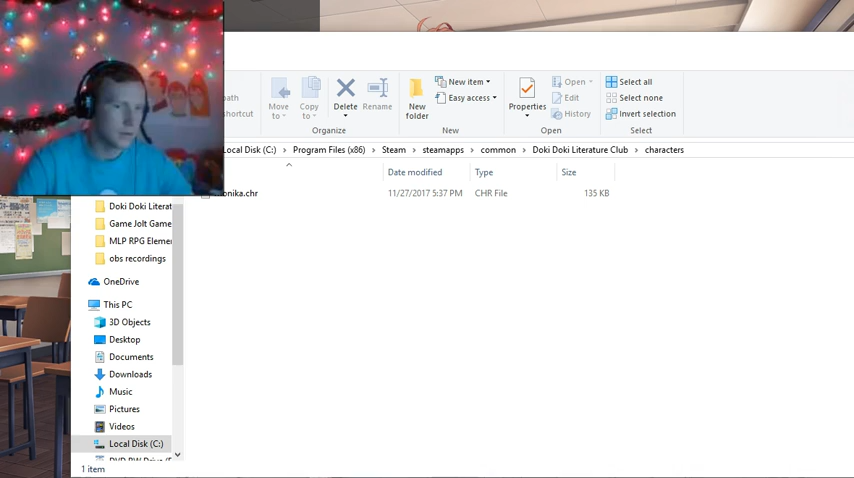 New item
Open
Select all
path
Easy access
Edit
Select none
shortcut
Move
to
Copy
to
Delete
Rename
New
folder
Properties
History
Invert selection
Organize
New
Open
Select
Local Disk (C:) > Program Files (x86) > Steam > steamapps > common > Doki Doki Literature Club > characters
Date modified
Type
Size
onika.chr
11/27/2017 5:37 PM
CHR File
135 KB
Doki Doki Literat
Game Jolt Game
MLP RPG Eleme
obs recordings
OneDrive
This PC
3D Objects
Desktop
Documents
Downloads
Music
Pictures
Videos
Local Disk (C:)
1 item